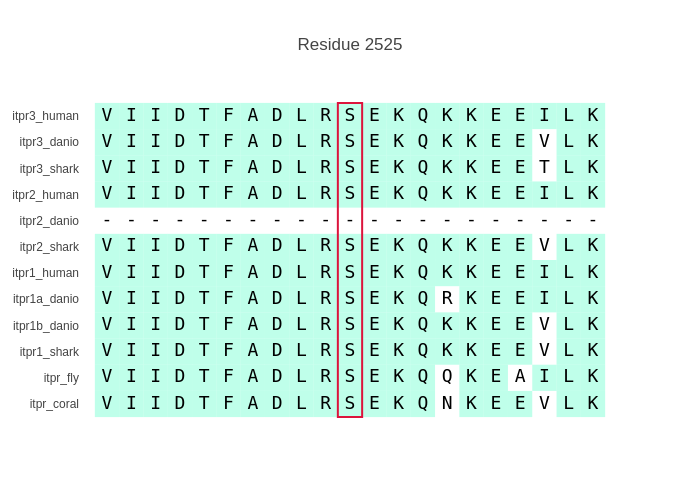 Residue 2525
itpr3_human V I I D T F A D L R S E K Q K K E E I L K
itpr3_danio V I I D T F A D L R S E K Q K K E E V L K
itpr3_shark V I I D T F A D L R S E K Q K K E E T L K
itpr2_human V I I D T F A D L R S E K Q K K E E I L K
itpr2_danio - - - - - - - - - - - - - - - - - - - - -
itpr2_shark V I I D T F A D L R S E K Q K K E E V L K
itpr1_human V I I D T F A D L R S E K Q K K E E I L K
itpr1a_danio V I I D T F A D L R S E K Q R K E E I L K
itpr1b_danio V I I D T F A D L R S E K Q K K E E V L K
itpr1_shark V I I D T F A D L R S E K Q K K E E V L K
itpr_fly V I I D T F A D L R S E K Q Q K E A I L K
itpr_coral V I I D T F A D L R S E K Q N K E E V L K